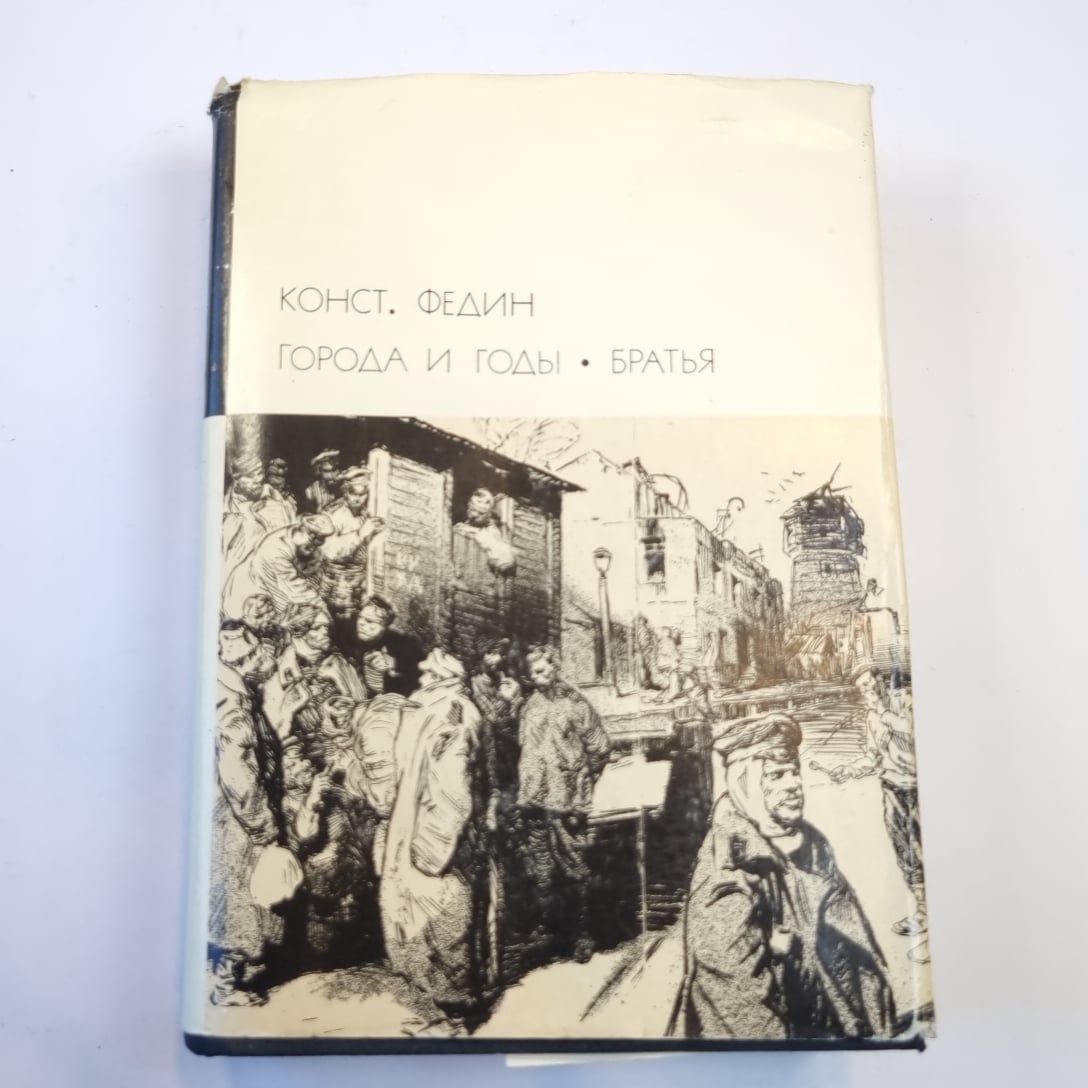 КОНСТ. ФЕДИН
ГОРОДА И ГОДЫ • БРАТЬЯ